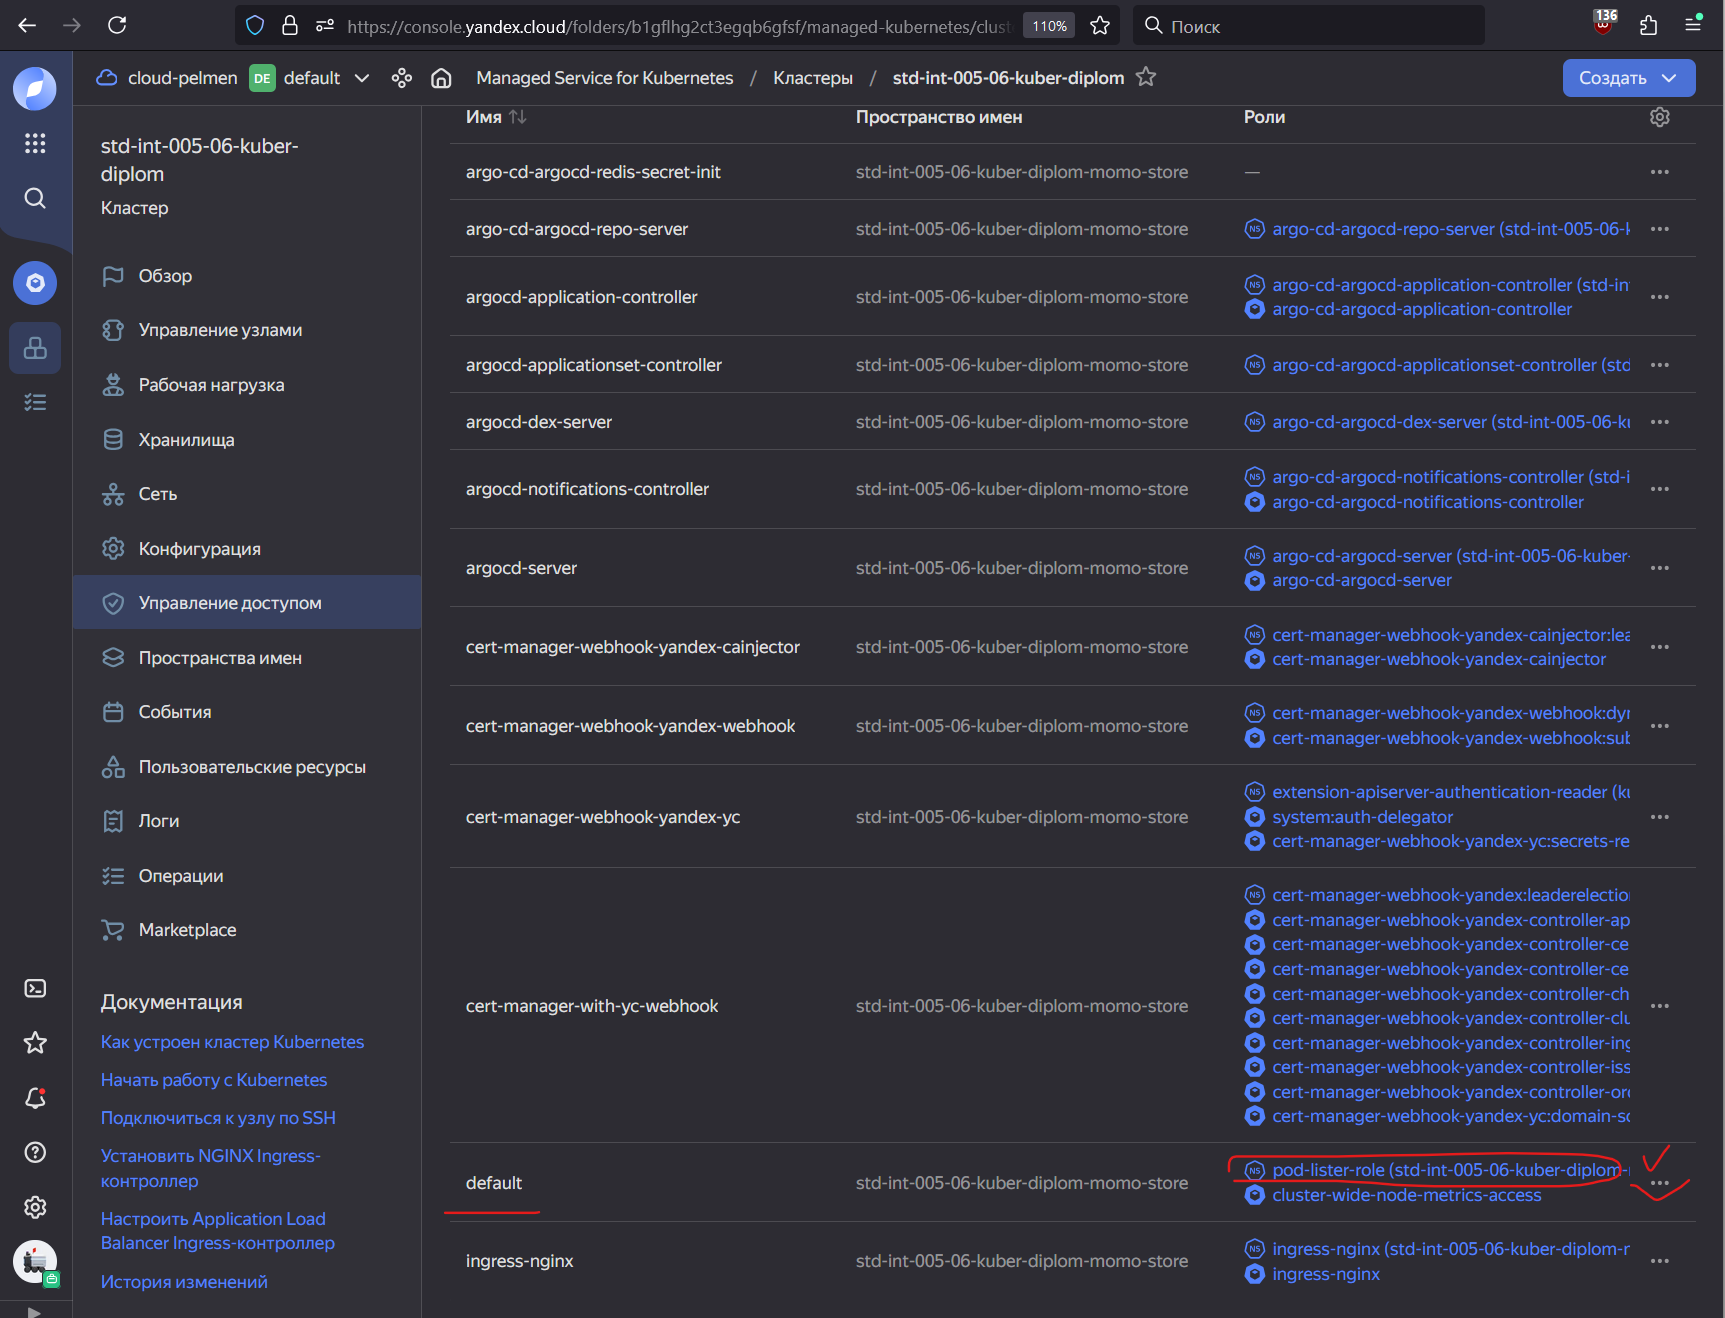 https://console.yandex.cloud/folders/b1gflhg2ct3egqb6gfsf/managed-kubernetes/clust
110%
Поиск
136
cloud-pelmen
DE
default
Managed Service for Kubernetes / Кластеры / std-int-005-06-kuber-diplom
Создать
std-int-005-06-kuber-
diplom
Кластер
Обзор
Управление узлами
Рабочая нагрузка
Хранилища
Сеть
Конфигурация
Управление доступом
Пространства имен
События
Пользовательские ресурсы
Логи
Операции
Marketplace
Документация
Как устроен кластер Kubernetes
Начать работу с Kubernetes
Подключиться к узлу по SSH
Установить NGINX Ingress-
контроллер
Настроить Application Load
Balancer Ingress-контроллер
История изменений
Имя Пространство имен Роли
argo-cd-argocd-redis-secret-init std-int-005-06-kuber-diplom-momo-store —
argo-cd-argocd-repo-server std-int-005-06-kuber-diplom-momo-store NS argo-cd-argocd-repo-server (std-int-005-06-k
argocd-application-controller std-int-005-06-kuber-diplom-momo-store NS argo-cd-argocd-application-controller (std-int
argo-cd-argocd-application-controller
argocd-applicationset-controller std-int-005-06-kuber-diplom-momo-store NS argo-cd-argocd-applicationset-controller (std
argocd-dex-server std-int-005-06-kuber-diplom-momo-store NS argo-cd-argocd-dex-server (std-int-005-06-ku
argocd-notifications-controller std-int-005-06-kuber-diplom-momo-store NS argo-cd-argocd-notifications-controller (std-i
argo-cd-argocd-notifications-controller
argocd-server std-int-005-06-kuber-diplom-momo-store NS argo-cd-argocd-server (std-int-005-06-kuber-
argo-cd-argocd-server
cert-manager-webhook-yandex-cainjector std-int-005-06-kuber-diplom-momo-store NS cert-manager-webhook-yandex-cainjector:lea
cert-manager-webhook-yandex-cainjector
cert-manager-webhook-yandex-webhook std-int-005-06-kuber-diplom-momo-store NS cert-manager-webhook-yandex-webhook:dyn
cert-manager-webhook-yandex-webhook:sub
cert-manager-webhook-yandex-yc std-int-005-06-kuber-diplom-momo-store NS extension-apiserver-authentication-reader (ku
system:auth-delegator
cert-manager-webhook-yandex-yc:secrets-re
cert-manager-with-yc-webhook std-int-005-06-kuber-diplom-momo-store NS cert-manager-webhook-yandex:leaderelectio
cert-manager-webhook-yandex-controller-ap
cert-manager-webhook-yandex-controller-ce
cert-manager-webhook-yandex-controller-ce
cert-manager-webhook-yandex-controller-ch
cert-manager-webhook-yandex-controller-clu
cert-manager-webhook-yandex-controller-ing
cert-manager-webhook-yandex-controller-iss
cert-manager-webhook-yandex-controller-ord
cert-manager-webhook-yandex-yc:domain-so
default std-int-005-06-kuber-diplom-momo-store NS pod-lister-role (std-int-005-06-kuber-diplom-
cluster-wide-node-metrics-access
ingress-nginx std-int-005-06-kuber-diplom-momo-store NS ingress-nginx (std-int-005-06-kuber-diplom-r
ingress-nginx